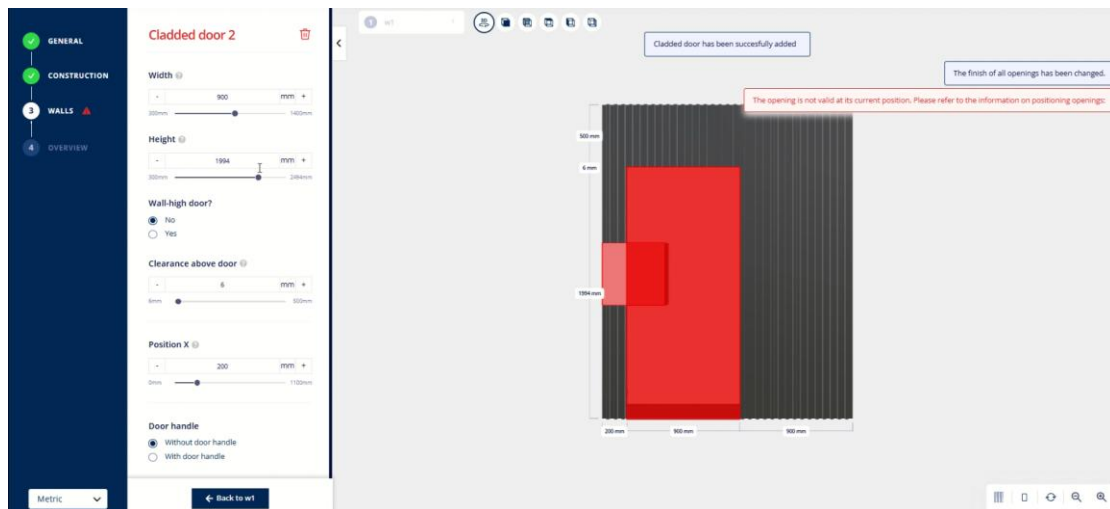 GENERAL
CONSTRUCTION
3 WALLS
4 OVERVIEW
Metric
Cladded door 2
Width
- 900 mm +
300mm 1400mm
Height
- 1994 mm +
300mm 2494mm
Wall-high door?
No
Yes
Clearance above door
- 6 mm +
6mm 550mm
Position X
- 200 mm +
0mm 1100mm
Door handle
Without door handle
With door handle
Back to w1
W1
Cladded door has been succesfully added
The finish of all openings has been changed.
The opening is not valid at its current position. Please refer to the information on positioning openings:
500 mm
6 mm
1994 mm
200 mm
900 mm
900 mm